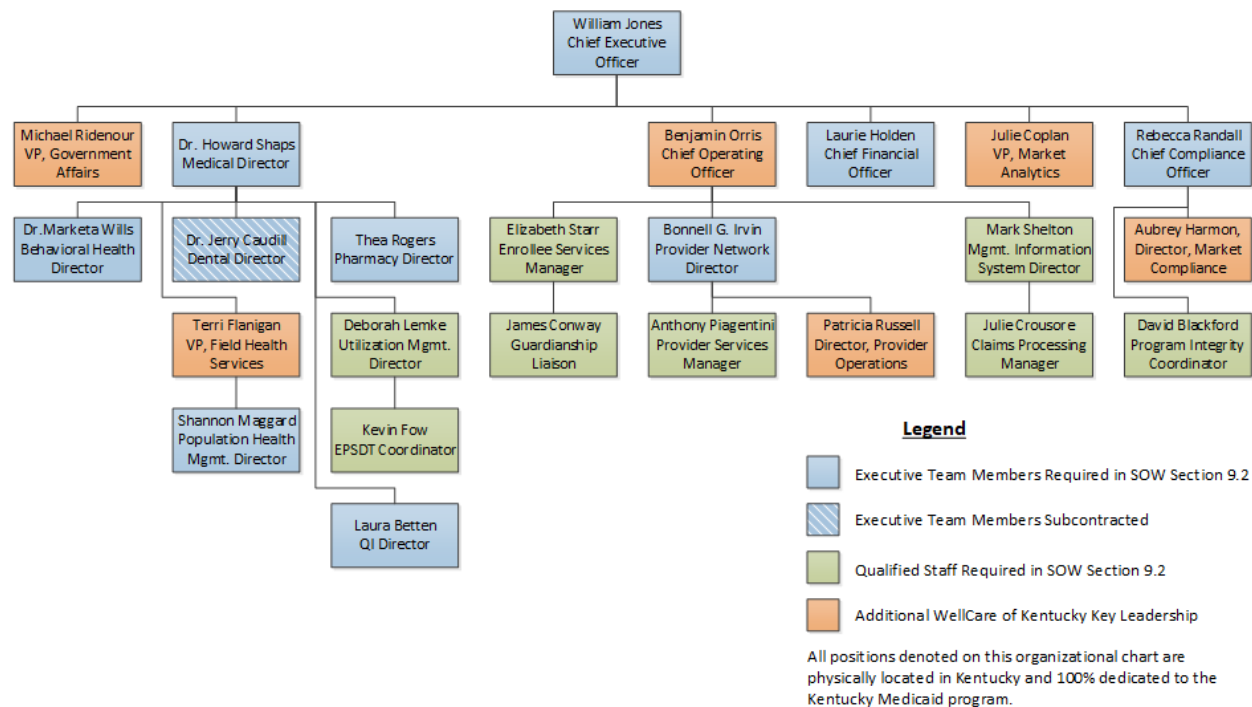 William Jones
Chief Executive
Officer
Michael Ridenour
VP, Government
Affairs
Dr. Howard Shaps
Medical Director
Benjamin Orris
Chief Operating
Officer
Laurie Holden
Chief Financial
Officer
Julie Coplan
VP, Market
Analytics
Rebecca Randall
Chief Compliance
Officer
Dr.Marketa Wills
Behavioral Health
Director
Dr. Jerry Caudill
Dental Director
Thea Rogers
Pharmacy Director
Elizabeth Starr
Enrollee Services
Manager
Bonnell G. Irvin
Provider Network
Director
Mark Shelton
Mgmt. Information
System Director
Aubrey Harmon,
Director, Market
Compliance
Terri Flanigan
VP, Field Health
Services
Deborah Lemke
Utilization Mgmt.
Director
James Conway
Guardianship
Liaison
Anthony Piagentini
Provider Services
Manager
Patricia Russell
Director, Provider
Operations
Julie Crousore
Claims Processing
Manager
David Blackford
Program Integrity
Coordinator
Shannon Maggard
Population Health
Mgmt. Director
Kevin Fow
EPSDT Coordinator
Laura Betten
QI Director
Legend
Executive Team Members Required in SOW Section 9.2
Executive Team Members Subcontracted
Qualified Staff Required in SOW Section 9.2
Additional WellCare of Kentucky Key Leadership
All positions denoted on this organizational chart are
physically located in Kentucky and 100% dedicated to the
Kentucky Medicaid program.